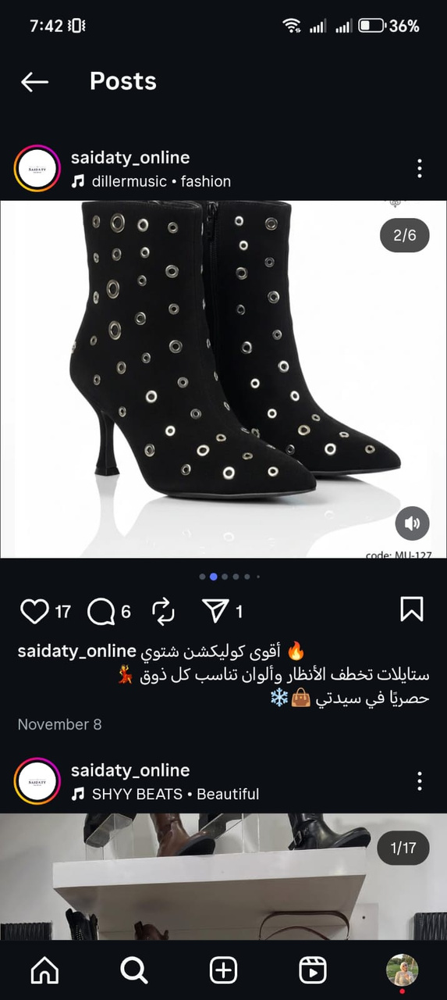 7:42
36%
Posts
saidaty_online
dillermusic • fashion
2/6
code: MU-127
17 6 1
saidaty_online أقوى كوليكشن شتوي 🔥
ستايلات تخطف الأنظار وألوان تناسب كل ذوق 💃
حصريًا في سيدتي 👜❄️
November 8
saidaty_online
SHYY BEATS • Beautiful
1/17